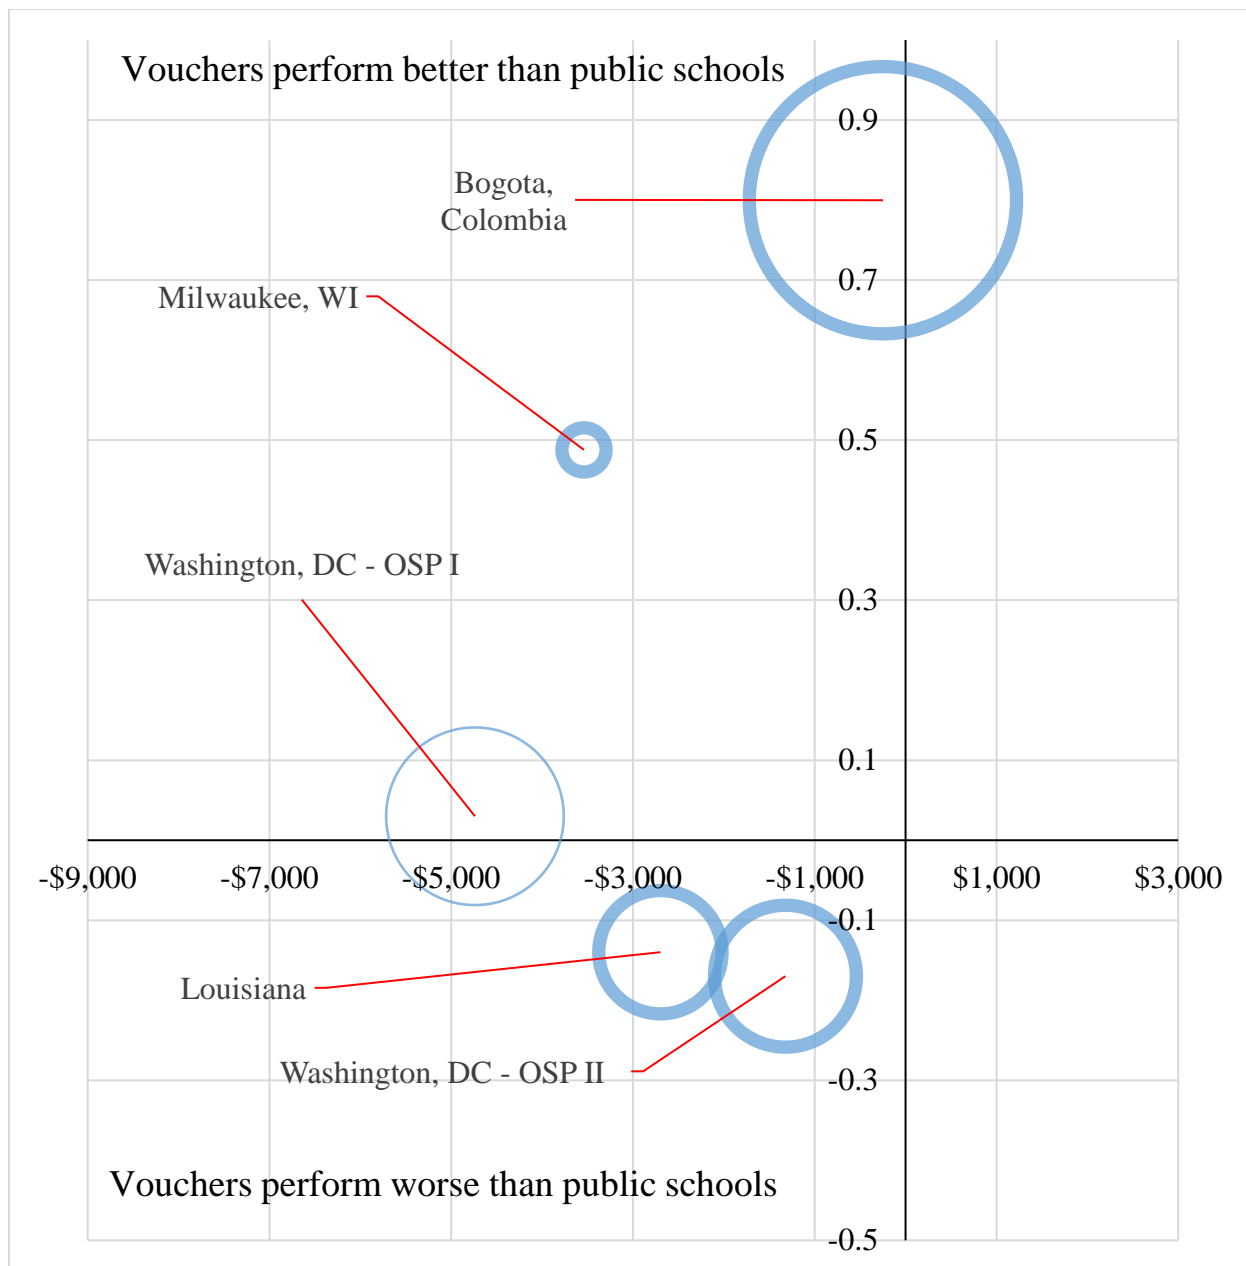 Vouchers perform better than public schools
0.9
Bogota,
Colombia
0.7
Milwaukee, WI
0.5
Washington, DC - OSP I
0.3
0.1
-$9,000 -$7,000 -$5,000 -$3,000 -$1,000 $1,000 $3,000
-0.1
Louisiana
Washington, DC - OSP II
-0.3
Vouchers perform worse than public schools
-0.5